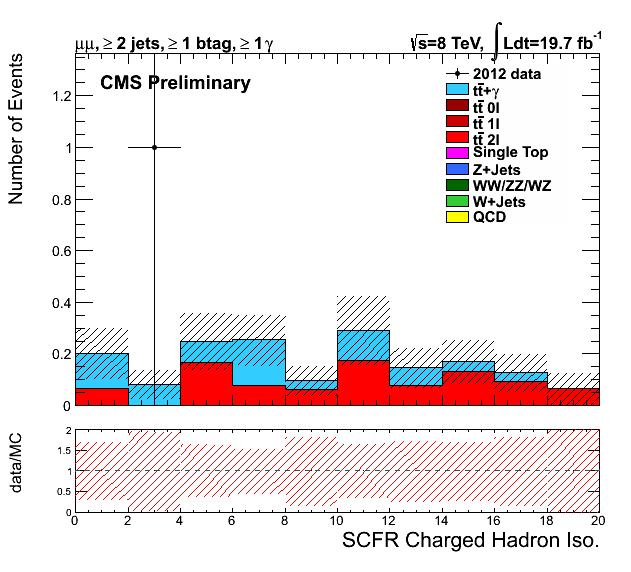 μμ, ≥ 2 jets, ≥ 1 btag, ≥ 1 γ
√s=8 TeV, ∫Ldt=19.7 fb⁻¹
CMS Preliminary
2012 data
tt̄+γ
tt̄ 0l
tt̄ 1l
tt̄ 2l
Single Top
Z+Jets
WW/ZZ/WZ
W+Jets
QCD
Number of Events
1.2
1
0.8
0.6
0.4
0.2
0
data/MC
2
1.5
1
0.5
0
0 2 4 6 8 10 12 14 16 18 20
SCFR Charged Hadron Iso.